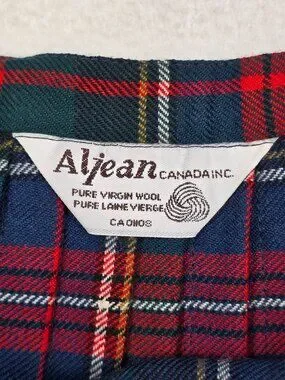 Aljean CANADA INC.
PURE VIRGIN WOOL
PURE LAINE VIERGE
CA 01108